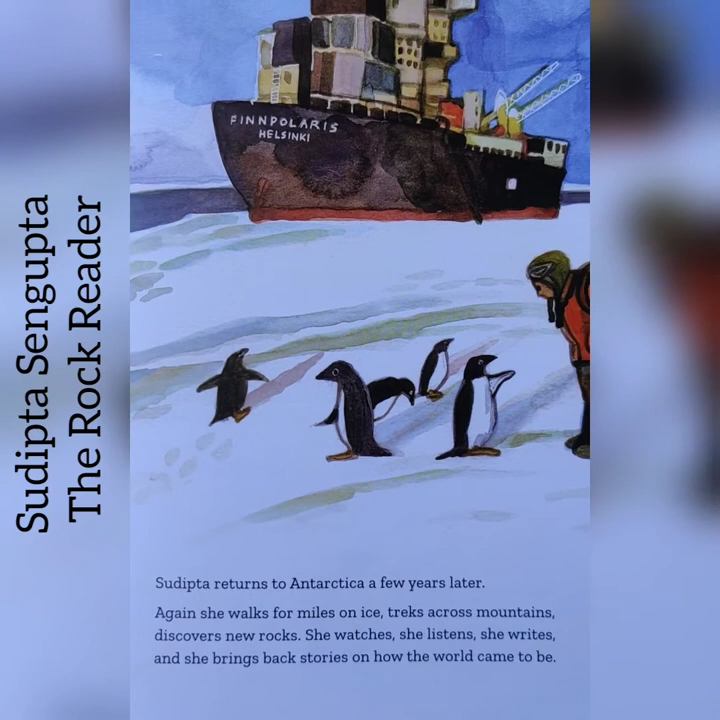 Sudipta Sengupta
The Rock Reader
FINNPOLARIS
HELSINKI
Sudipta returns to Antarctica a few years later.
Again she walks for miles on ice, treks across mountains,
discovers new rocks. She watches, she listens, she writes,
and she brings back stories on how the world came to be.